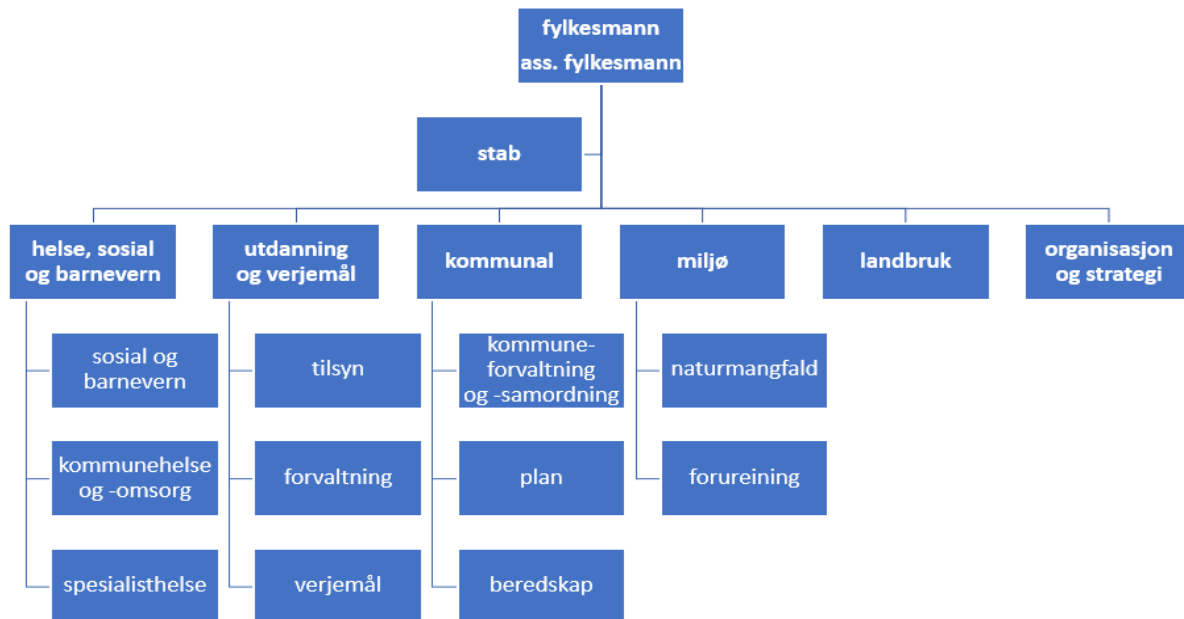 fylkesmann
ass. fylkesmann
stab
helse, sosial
og barnevern
utdanning
og verjemål
kommunal
miljø
landbruk
organisasjon
og strategi
sosial og
barnevern
tilsyn
kommune-
forvaltning
og -samordning
naturmangfald
kommunehelse
og -omsorg
forvaltning
plan
forureining
spesialisthelse
verjemål
beredskap